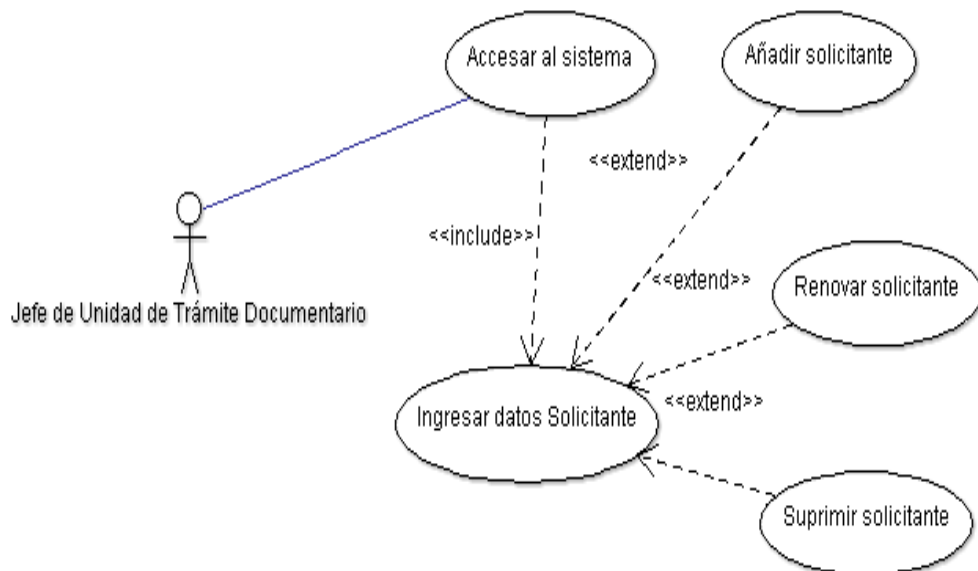 Accesar al sistema
Añadir solicitante
<<extend>>
<<include>>
<<extend>>
Renovar solicitante
Jefe de Unidad de Trámite Documentario
<<extend>>
Ingresar datos Solicitante
Suprimir solicitante